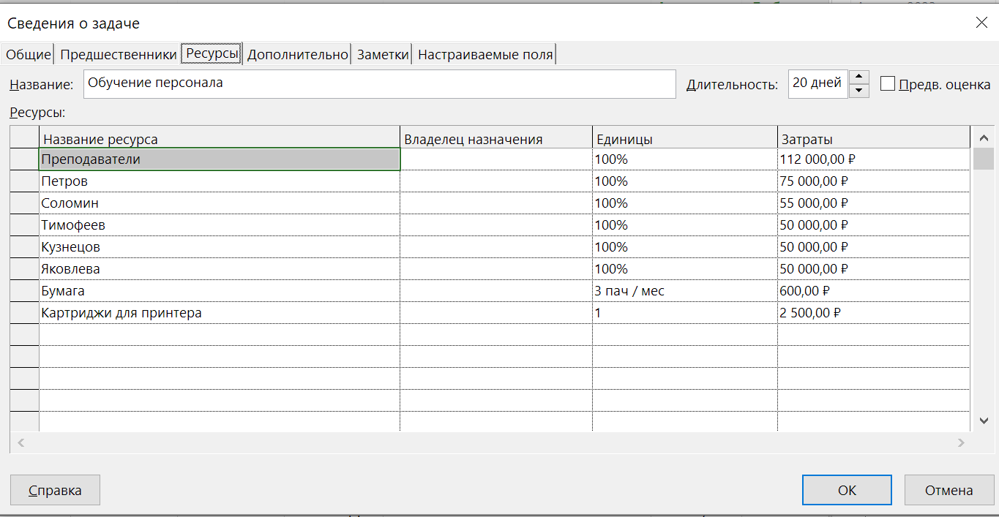 Сведения о задаче
Общие Предшественники Ресурсы Дополнительно Заметки Настраиваемые поля
Название: Обучение персонала Длительность: 20 дней Предв. оценка
Ресурсы:
Название ресурса Владелец назначения Единицы Затраты
Преподаватели 100% 112 000,00 ₽
Петров 100% 75 000,00 ₽
Соломин 100% 55 000,00 ₽
Тимофеев 100% 50 000,00 ₽
Кузнецов 100% 50 000,00 ₽
Яковлева 100% 50 000,00 ₽
Бумага 3 пач / мес 600,00 ₽
Картриджи для принтера 1 2 500,00 ₽
Справка ОК Отмена